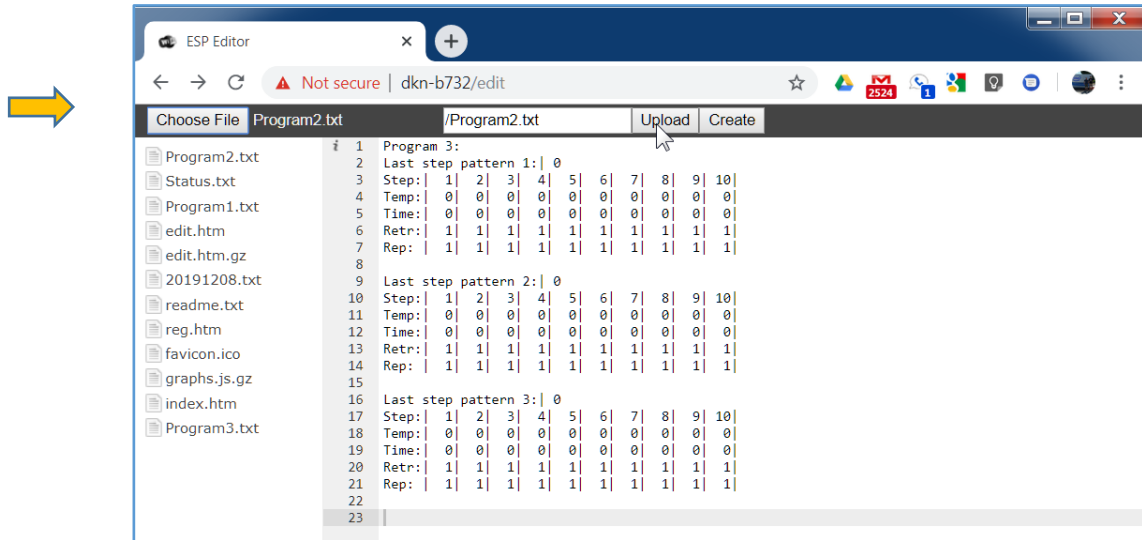 ESP Editor
Not secure | dkn-b732/edit
2524
1
Choose File Program2.txt /Program2.txt Upload Create
Program2.txt
Status.txt
Program1.txt
edit.htm
edit.htm.gz
20191208.txt
readme.txt
reg.htm
favicon.ico
graphs.js.gz
index.htm
Program3.txt
i 1 Program 3:
2 Last step pattern 1:| 0
3 Step:| 1| 2| 3| 4| 5| 6| 7| 8| 9| 10|
4 Temp:| 0| 0| 0| 0| 0| 0| 0| 0| 0| 0|
5 Time:| 0| 0| 0| 0| 0| 0| 0| 0| 0| 0|
6 Retr:| 1| 1| 1| 1| 1| 1| 1| 1| 1| 1|
7 Rep: | 1| 1| 1| 1| 1| 1| 1| 1| 1| 1|
8
9 Last step pattern 2:| 0
10 Step:| 1| 2| 3| 4| 5| 6| 7| 8| 9| 10|
11 Temp:| 0| 0| 0| 0| 0| 0| 0| 0| 0| 0|
12 Time:| 0| 0| 0| 0| 0| 0| 0| 0| 0| 0|
13 Retr:| 1| 1| 1| 1| 1| 1| 1| 1| 1| 1|
14 Rep: | 1| 1| 1| 1| 1| 1| 1| 1| 1| 1|
15
16 Last step pattern 3:| 0
17 Step:| 1| 2| 3| 4| 5| 6| 7| 8| 9| 10|
18 Temp:| 0| 0| 0| 0| 0| 0| 0| 0| 0| 0|
19 Time:| 0| 0| 0| 0| 0| 0| 0| 0| 0| 0|
20 Retr:| 1| 1| 1| 1| 1| 1| 1| 1| 1| 1|
21 Rep: | 1| 1| 1| 1| 1| 1| 1| 1| 1| 1|
22
23